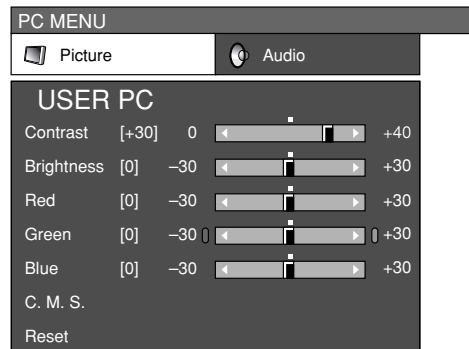 PC MENU
Picture
Audio
USER PC
Contrast [+30] 0 +40
Brightness [0] –30 +30
Red [0] –30 +30
Green [0] –30 +30
Blue [0] –30 +30
C. M. S.
Reset